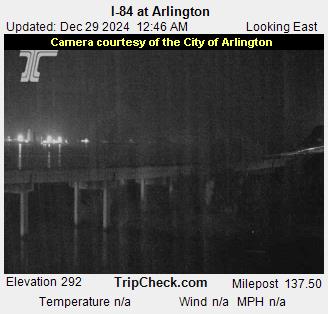 I-84 at Arlington
Updated: Dec 29 2024 12:46 AM Looking East
Camera courtesy of the City of Arlington
Elevation 292 TripCheck.com Milepost 137.50
Temperature n/a Wind n/a MPH n/a